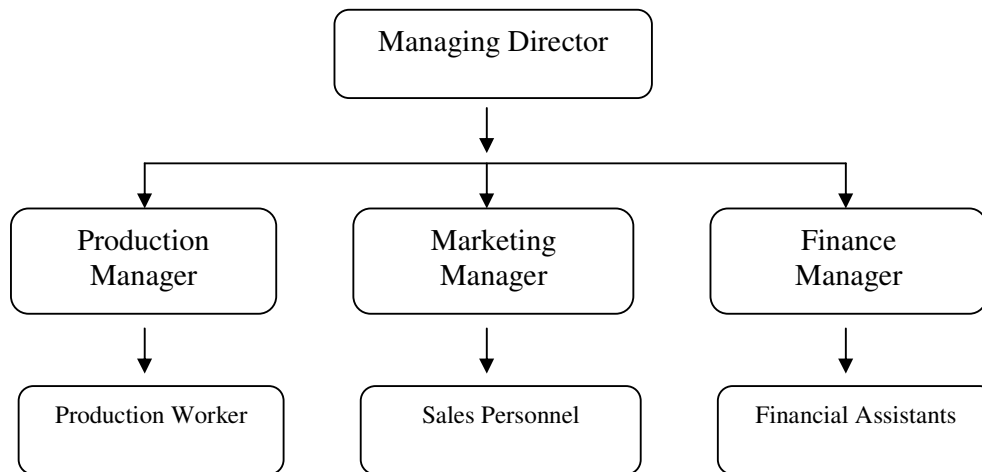 Managing Director
Production
Manager
Marketing
Manager
Finance
Manager
Production Worker
Sales Personnel
Financial Assistants